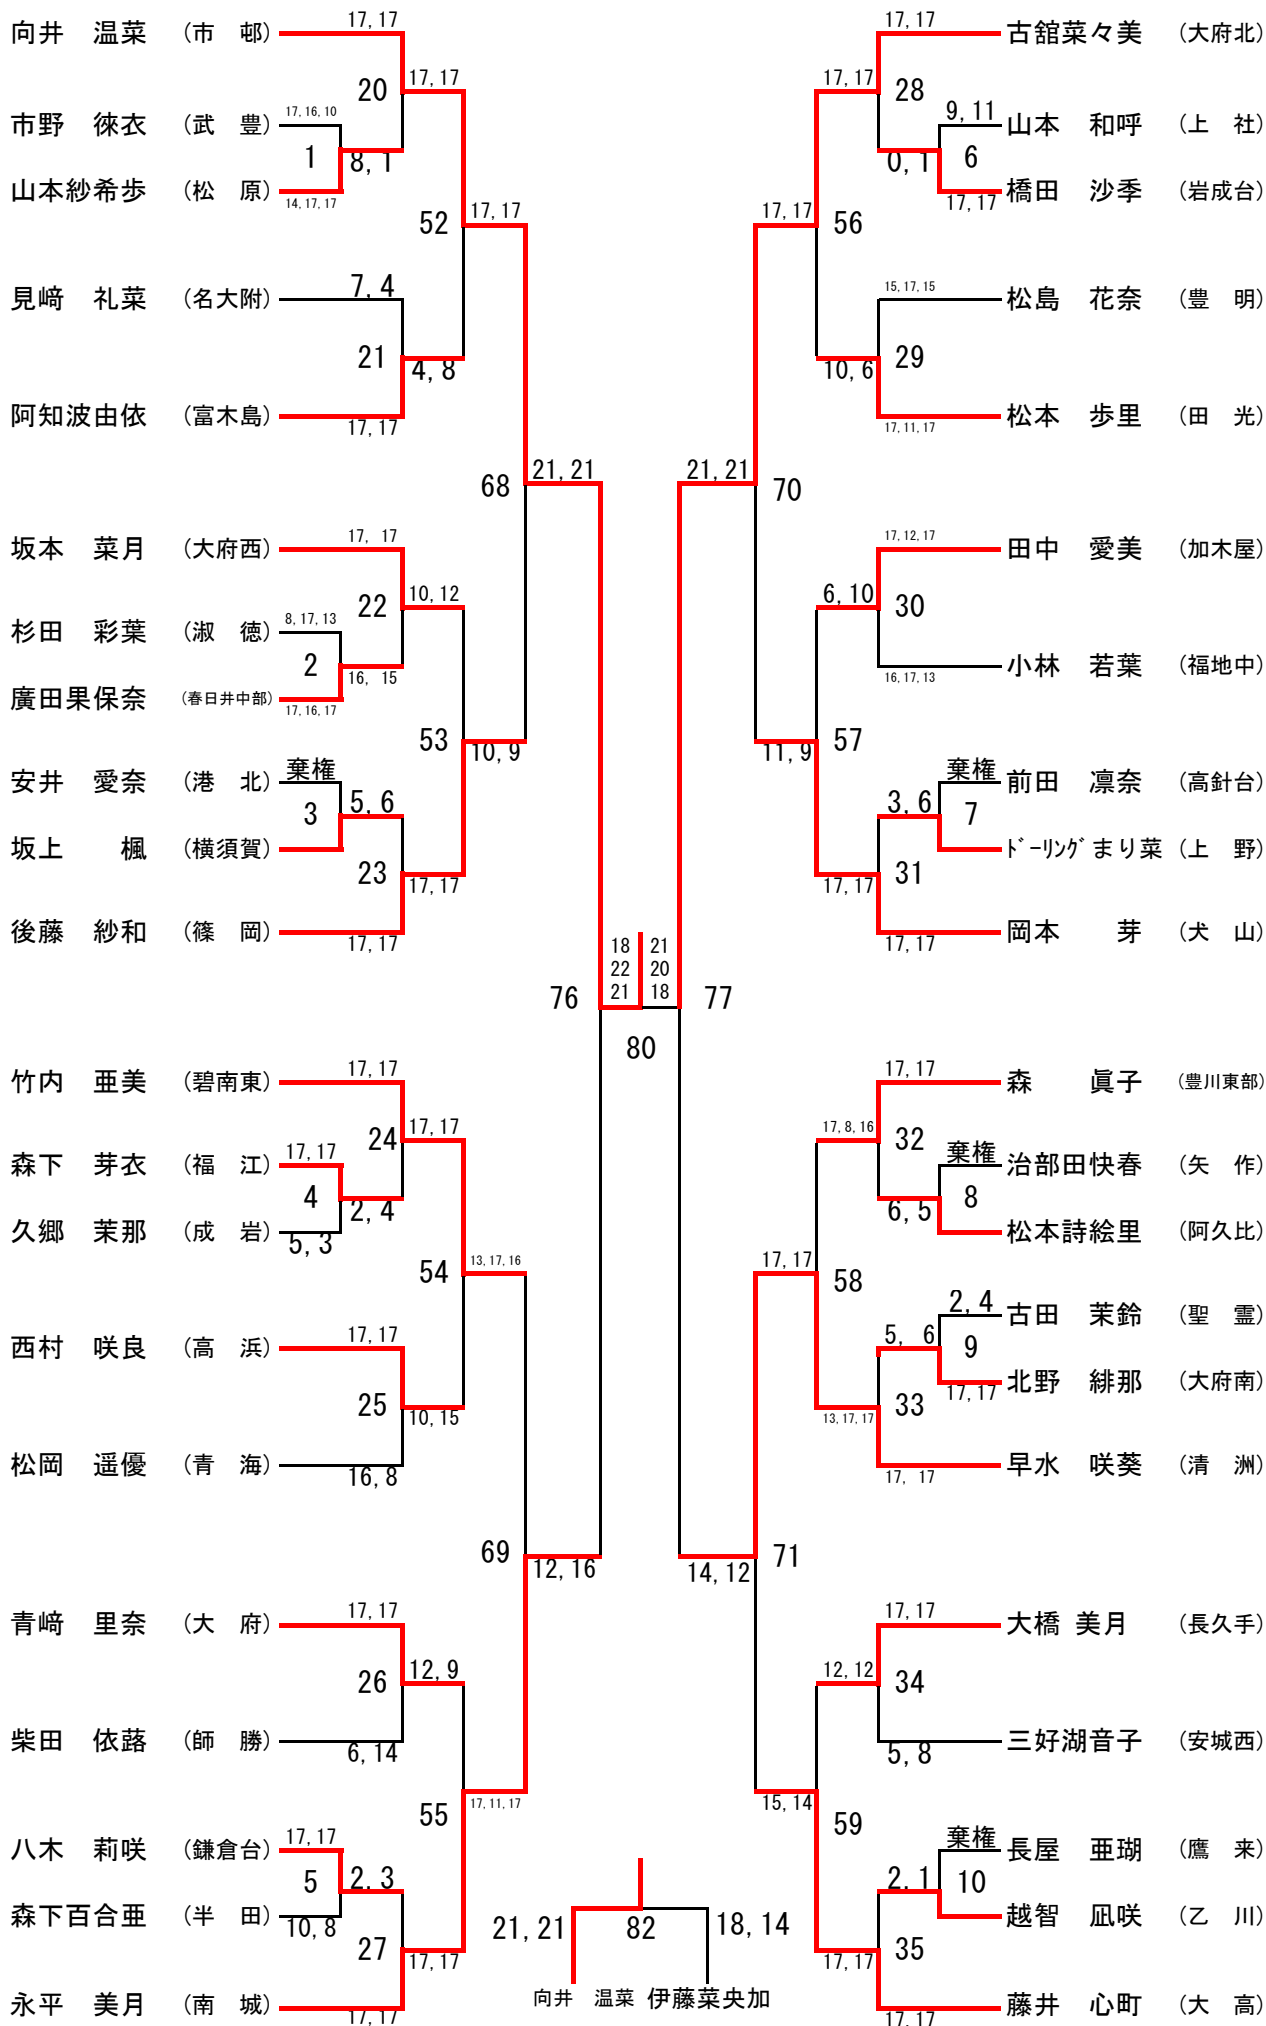 17, 17
向井　温菜　（市　邨）
20
17, 17
17, 16, 10
市野　徠衣　（武　豊）
1
8, 1
山本紗希歩　（松　原）
14, 17, 17
52
17, 17
7, 4
見﨑　礼菜　（名大附）
21
4, 8
阿知波由依　（富木島）
17, 17
68
21, 21
17, 17
坂本　菜月　（大府西）
10, 12
22
8, 17, 13
杉田　彩葉　（淑　徳）
2
16, 15
廣田果保奈　（春日井中部）
17, 16, 17
53
10, 9
棄権
安井　愛奈　（港　北）
3
5, 6
坂上　　楓　（横須賀）
23
17, 17
後藤　紗和　（篠　岡）
17, 17
76
17, 17
竹内　亜美　（碧南東）
24
17, 17
17, 17
森下　芽衣　（福　江）
4
2, 4
久郷　茉那　（成　岩）
5, 3
54
13, 17, 16
17, 17
西村　咲良　（高　浜）
25
10, 15
松岡　遥優　（青　海）
16, 8
69
12, 16
17, 17
青﨑　里奈　（大　府）
12, 9
26
柴田　依蕗　（師　勝）
6, 14
55
17, 11, 17
17, 17
八木　莉咲　（鎌倉台）
5
2, 3
森下百合亜　（半　田）
10, 8
27
17, 17
永平　美月　（南　城）
17, 17
18 21
22 20
21 18
80
21, 21
82
18, 14
向井　温菜 伊藤菜央加
17, 17
古舘菜々美　（大府北）
17, 17
28
9, 11
山本　和呼　（上　社）
0, 1
6
橋田　沙季　（岩成台）
17, 17
17, 17
56
15, 17, 15
松島　花奈　（豊　明）
29
10, 6
松本　歩里　（田　光）
17, 11, 17
21, 21
70
17, 12, 17
田中　愛美　（加木屋）
6, 10
30
小林　若葉　（福地中）
16, 17, 13
57
11, 9
棄権
前田　凛奈　（高針台）
3, 6
7
ﾄﾞｰﾘﾝｸﾞまり菜　（上　野）
31
17, 17
岡本　　芽　（犬　山）
17, 17
77
17, 17
森　　眞子　（豊川東部）
17, 8, 16
32
棄権
治部田快春　（矢　作）
8
6, 5
松本詩絵里　（阿久比）
17, 17
58
2, 4
古田　茉鈴　（聖　霊）
5, 6
9
北野　緋那　（大府南）
17, 17
13, 17, 17
33
早水　咲葵　（清　洲）
17, 17
14, 12
71
17, 17
大橋 美月　（長久手）
12, 12
34
三好湖音子　（安城西）
5, 8
15, 14
59
棄権
長屋　亜瑚　（鷹　来）
2, 1
10
越智　凪咲　（乙　川）
35
17, 17
藤井　心町　（大　高）
17, 17